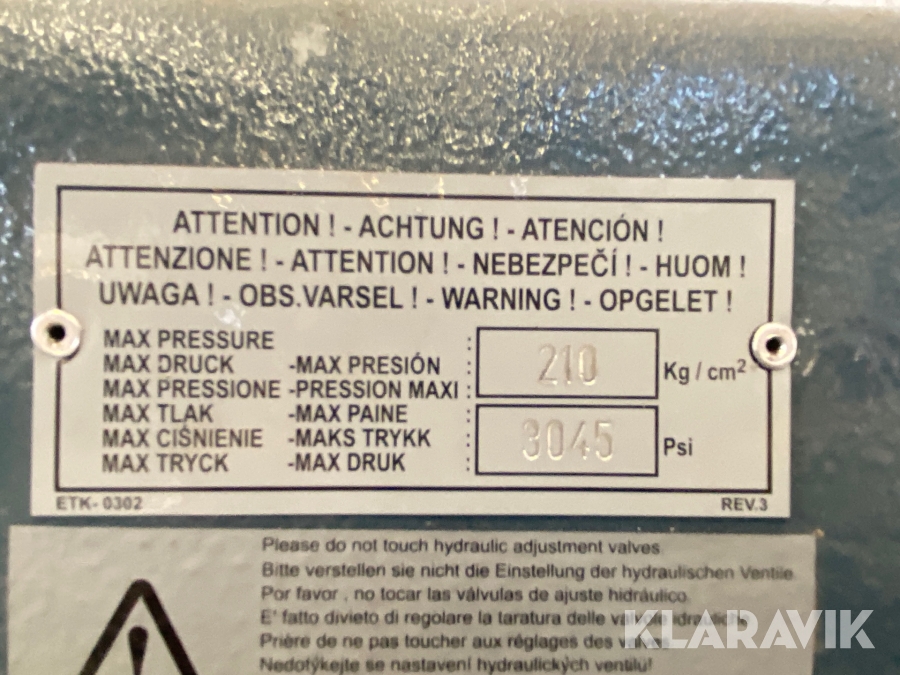 ATTENTION ! - ACHTUNG ! - ATENCIÓN !
ATTENZIONE ! - ATTENTION ! - NEBEZPEČÍ ! - HUOM !
UWAGA ! - OBS.VARSEL ! - WARNING ! - OPGELET !
MAX PRESSURE :
MAX DRUCK -MAX PRESIÓN :
MAX PRESSIONE -PRESSION MAXI :
210 Kg / cm²
MAX TLAK -MAX PAINE :
MAX CIŚNIENIE -MAKS TRYKK :
MAX TRYCK -MAX DRUK :
3045 Psi
ETK- 0302 REV.3
Please do not touch hydraulic adjustment valves
Bitte verstellen sie nicht die Einstellung der hydraulischen Ventile
Por favor , no tocar las válvulas de ajuste hidráulico
E' fatto divieto di regolare la taratura delle valvole idrauliche
Prière de ne pas toucher aux réglages des valves
Nedotýkejte se nastavení hydraulických ventilu!
KLARAVIK